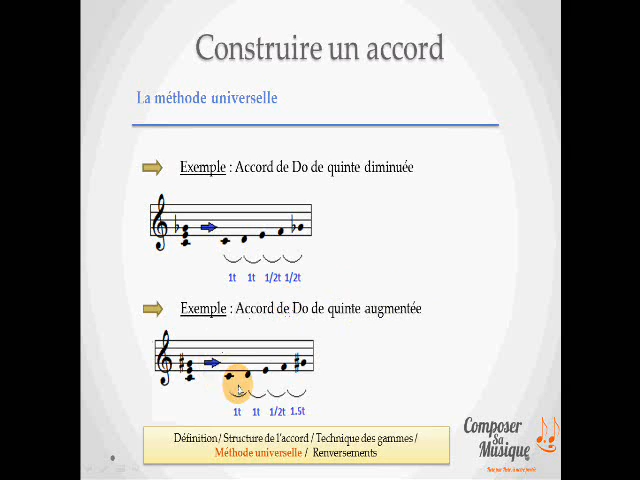 Construire un accord
La méthode universelle
Exemple : Accord de Do de quinte diminuée
1t 1t 1/2t 1/2t
Exemple : Accord de Do de quinte augmentée
1t 1t 1/2t 1.5t
Définition / Structure de l'accord / Technique des gammes /
Méthode universelle / Renversements
Composer
Sa
Musique